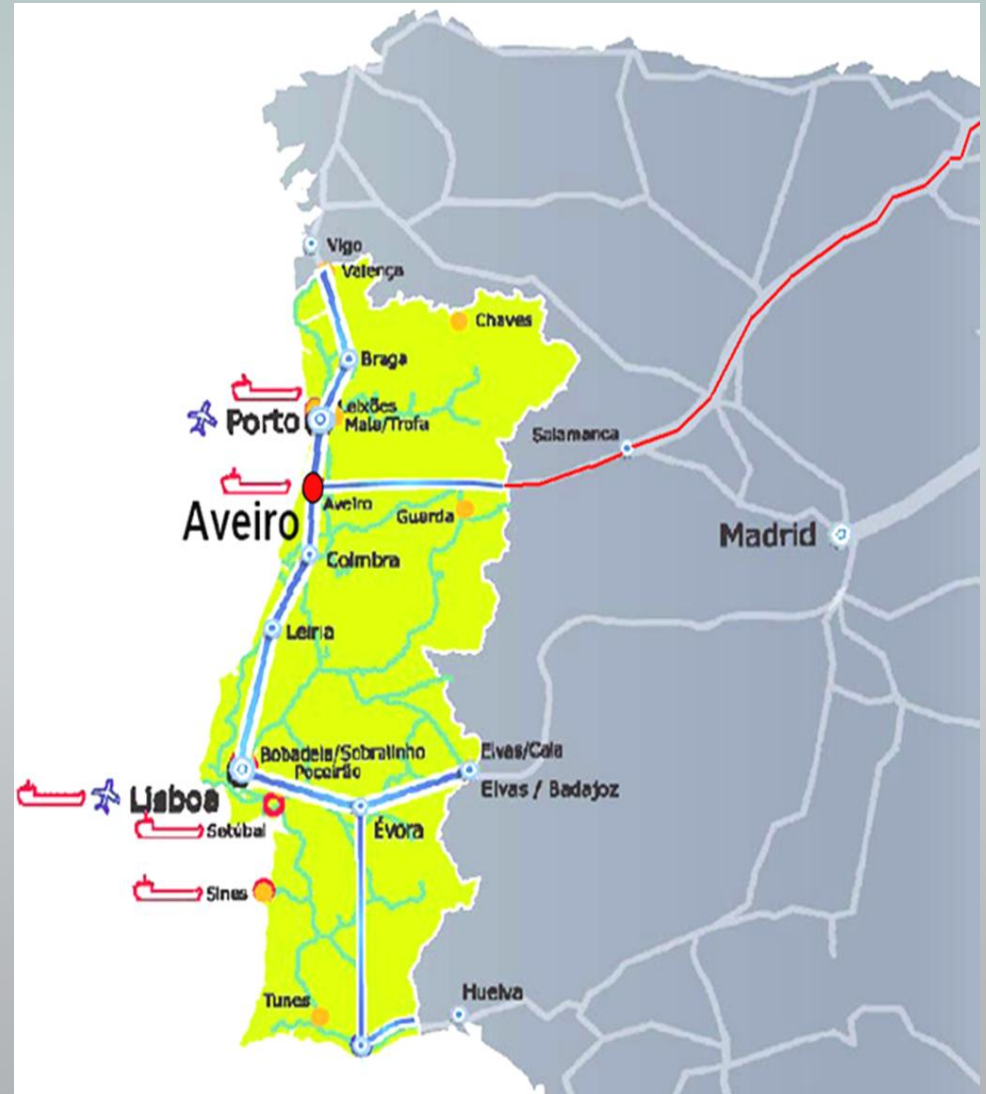 Vigo
Valença
Chaves
Braga
Leixões
Porto
Maia/Trofa
Salamanca
Aveiro
Guarda
Aveiro
Madrid
Coimbra
Leiria
Bobadela/Sobralinho
Poceirão
Elvas/Caia
Elvas / Badajoz
Lisboa
Setúbal
Évora
Sines
Tunes
Huelva